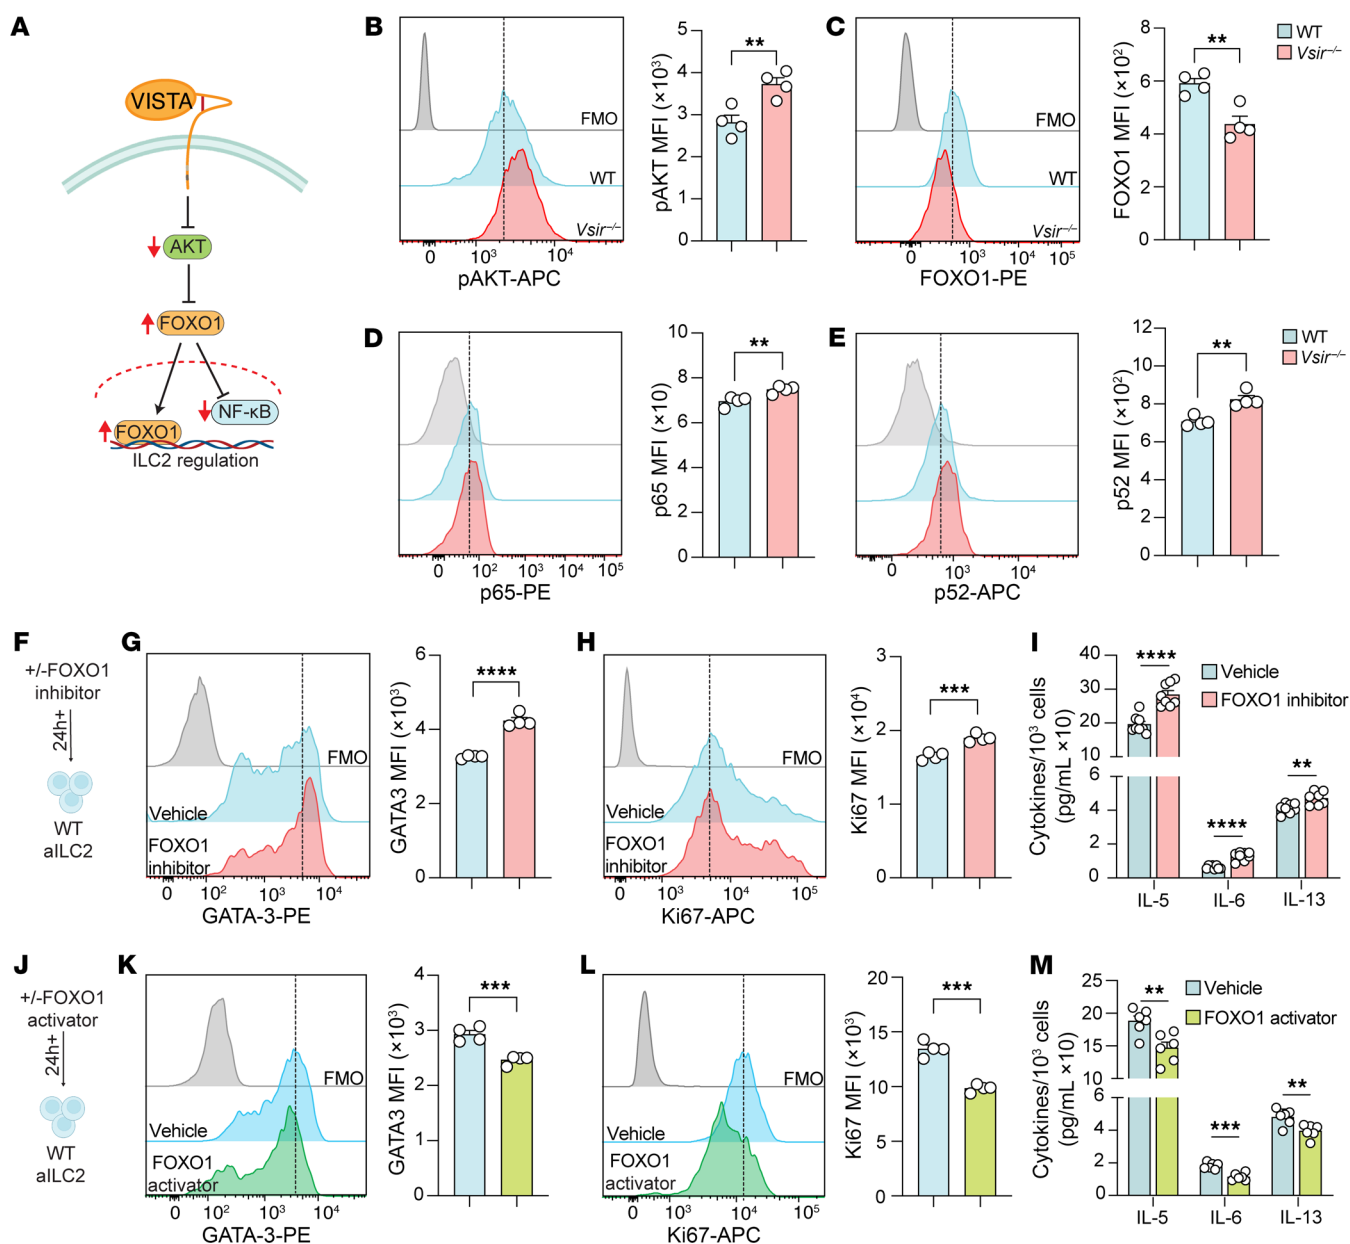 A
VISTA
AKT
FOXO1
NF-κB
FOXO1
ILC2 regulation
B
FMO
WT
Vsir–/–
0 10³ 10⁴
pAKT-APC
pAKT MFI (×10³)
5
4
3
2
1
0
**
C
FMO
WT
Vsir–/–
0 10³ 10⁴ 10⁵
FOXO1-PE
FOXO1 MFI (×10²)
8
6
4
2
0
**
WT
Vsir–/–
D
0 10² 10³ 10⁴ 10⁵
p65-PE
p65 MFI (×10)
10
8
6
4
2
0
**
E
0 10³ 10⁴
p52-APC
p52 MFI (×10²)
12
10
8
6
4
2
0
**
WT
Vsir–/–
F
+/-FOXO1
inhibitor
24h+
WT
aILC2
G
FMO
Vehicle
FOXO1
inhibitor
0 10² 10³ 10⁴
GATA-3-PE
GATA3 MFI (×10³)
6
4
2
0
****
H
FMO
Vehicle
FOXO1
inhibitor
0 10³ 10⁴ 10⁵
Ki67-APC
Ki67 MFI (×10⁴)
3
2
1
0
***
I
Cytokines/10³ cells
(pg/mL ×10)
40
30
20
10
6
4
2
0
****
****
**
IL-5 IL-6 IL-13
Vehicle
FOXO1 inhibitor
J
+/-FOXO1
activator
24h+
WT
aILC2
K
FMO
Vehicle
FOXO1
activator
0 10² 10³ 10⁴
GATA-3-PE
GATA3 MFI (×10³)
4
3
2
1
0
***
L
FMO
Vehicle
FOXO1
activator
0 10³ 10⁴ 10⁵
Ki67-APC
Ki67 MFI (×10³)
20
15
10
5
0
***
M
Cytokines/10³ cells
(pg/mL ×10)
25
20
15
10
6
4
2
0
**
***
**
IL-5 IL-6 IL-13
Vehicle
FOXO1 activator